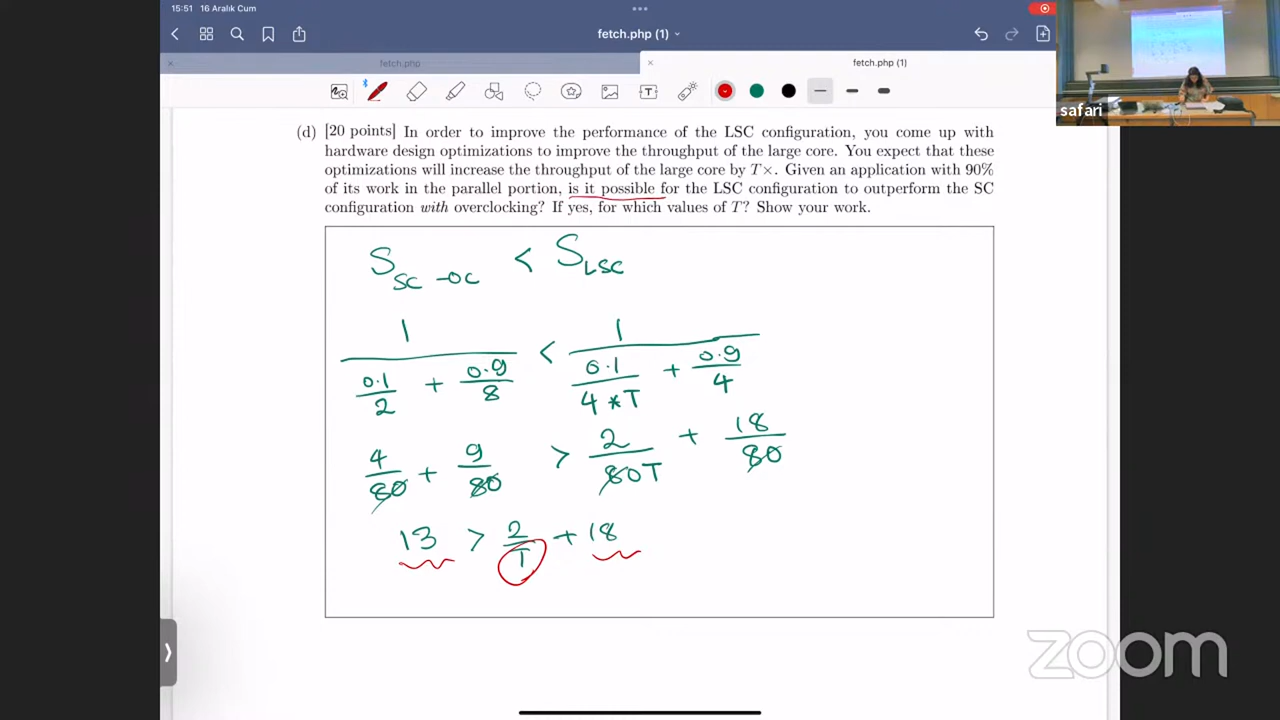 15:51 16 Aralık Cum
fetch.php (1)
fetch.php
fetch.php (1)
safari
(d) [20 points] In order to improve the performance of the LSC configuration, you come up with
hardware design optimizations to improve the throughput of the large core. You expect that these
optimizations will increase the throughput of the large core by T×. Given an application with 90%
of its work in the parallel portion, is it possible for the LSC configuration to outperform the SC
configuration with overclocking? If yes, for which values of T? Show your work.
S_SC-OC < S_LSC
1 / (0.1/2 + 0.9/8) < 1 / (0.1/(4*T) + 0.9/4)
4/80 + 9/80 > 2/80T + 18/80
13 > 2/T + 18
zoom